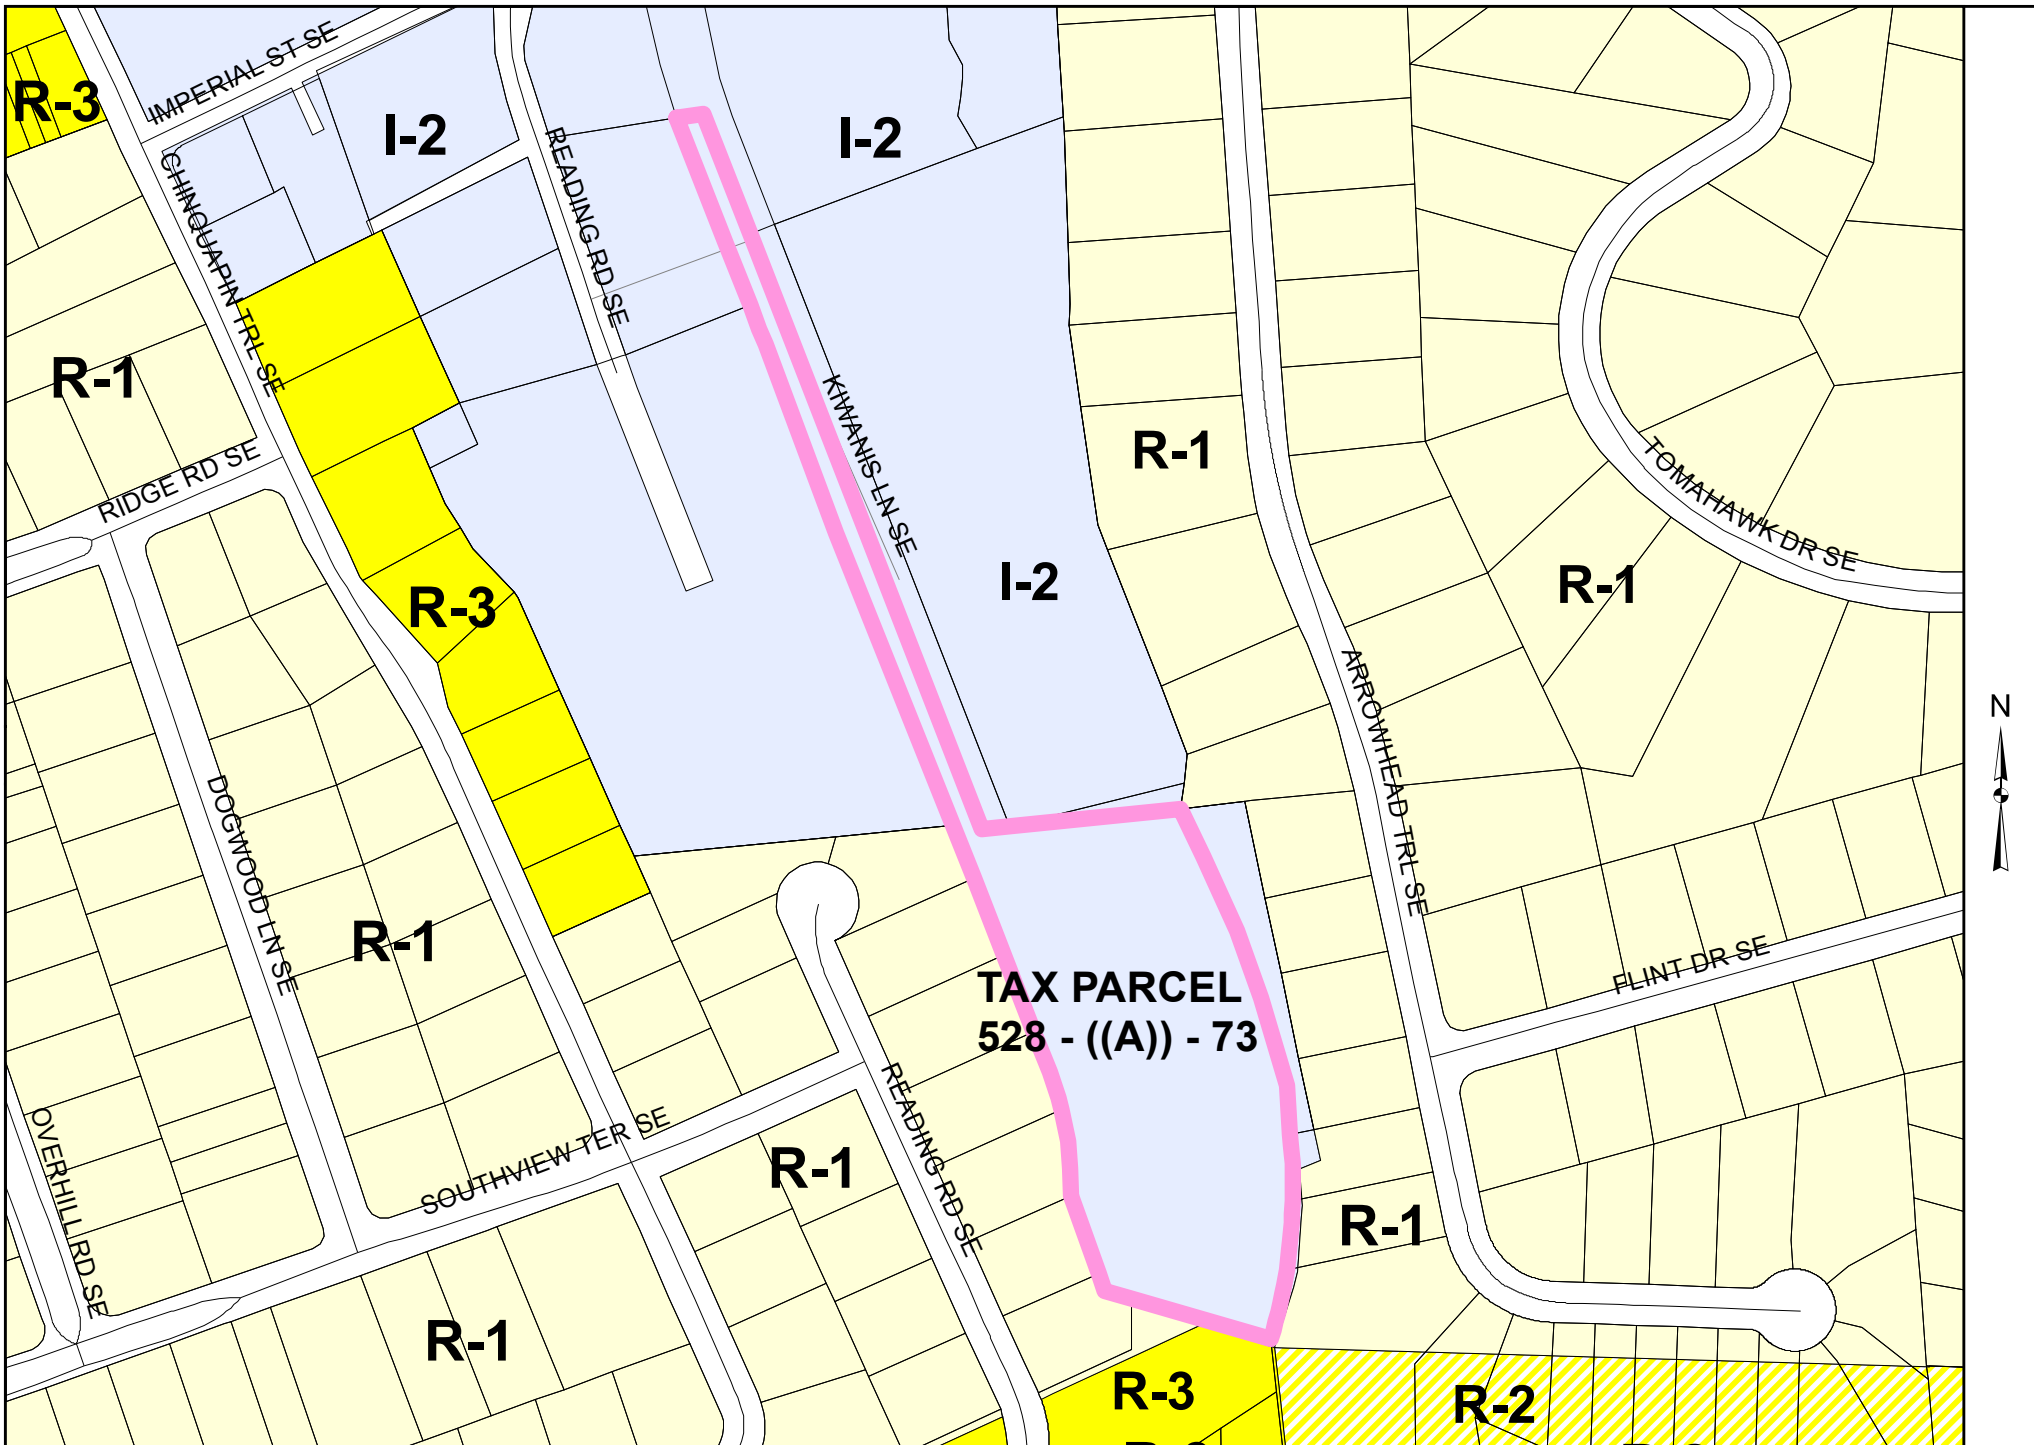 IMPERIAL ST SE
R-3
I-2
I-2
READING RD SE
CHINQUAPIN TRL SE
R-1
KIWANIS LN SE
R-1
RIDGE RD SE
TOMAHAWK DR SE
I-2
R-1
R-3
ARROWHEAD TRL SE
N
DOGWOOD LN SE
R-1
FLINT DR SE
TAX PARCEL
528 - ((A)) - 73
READING RD SE
OVERHILL RD SE
SOUTHVIEW TER SE
R-1
R-1
R-1
R-3
R-2